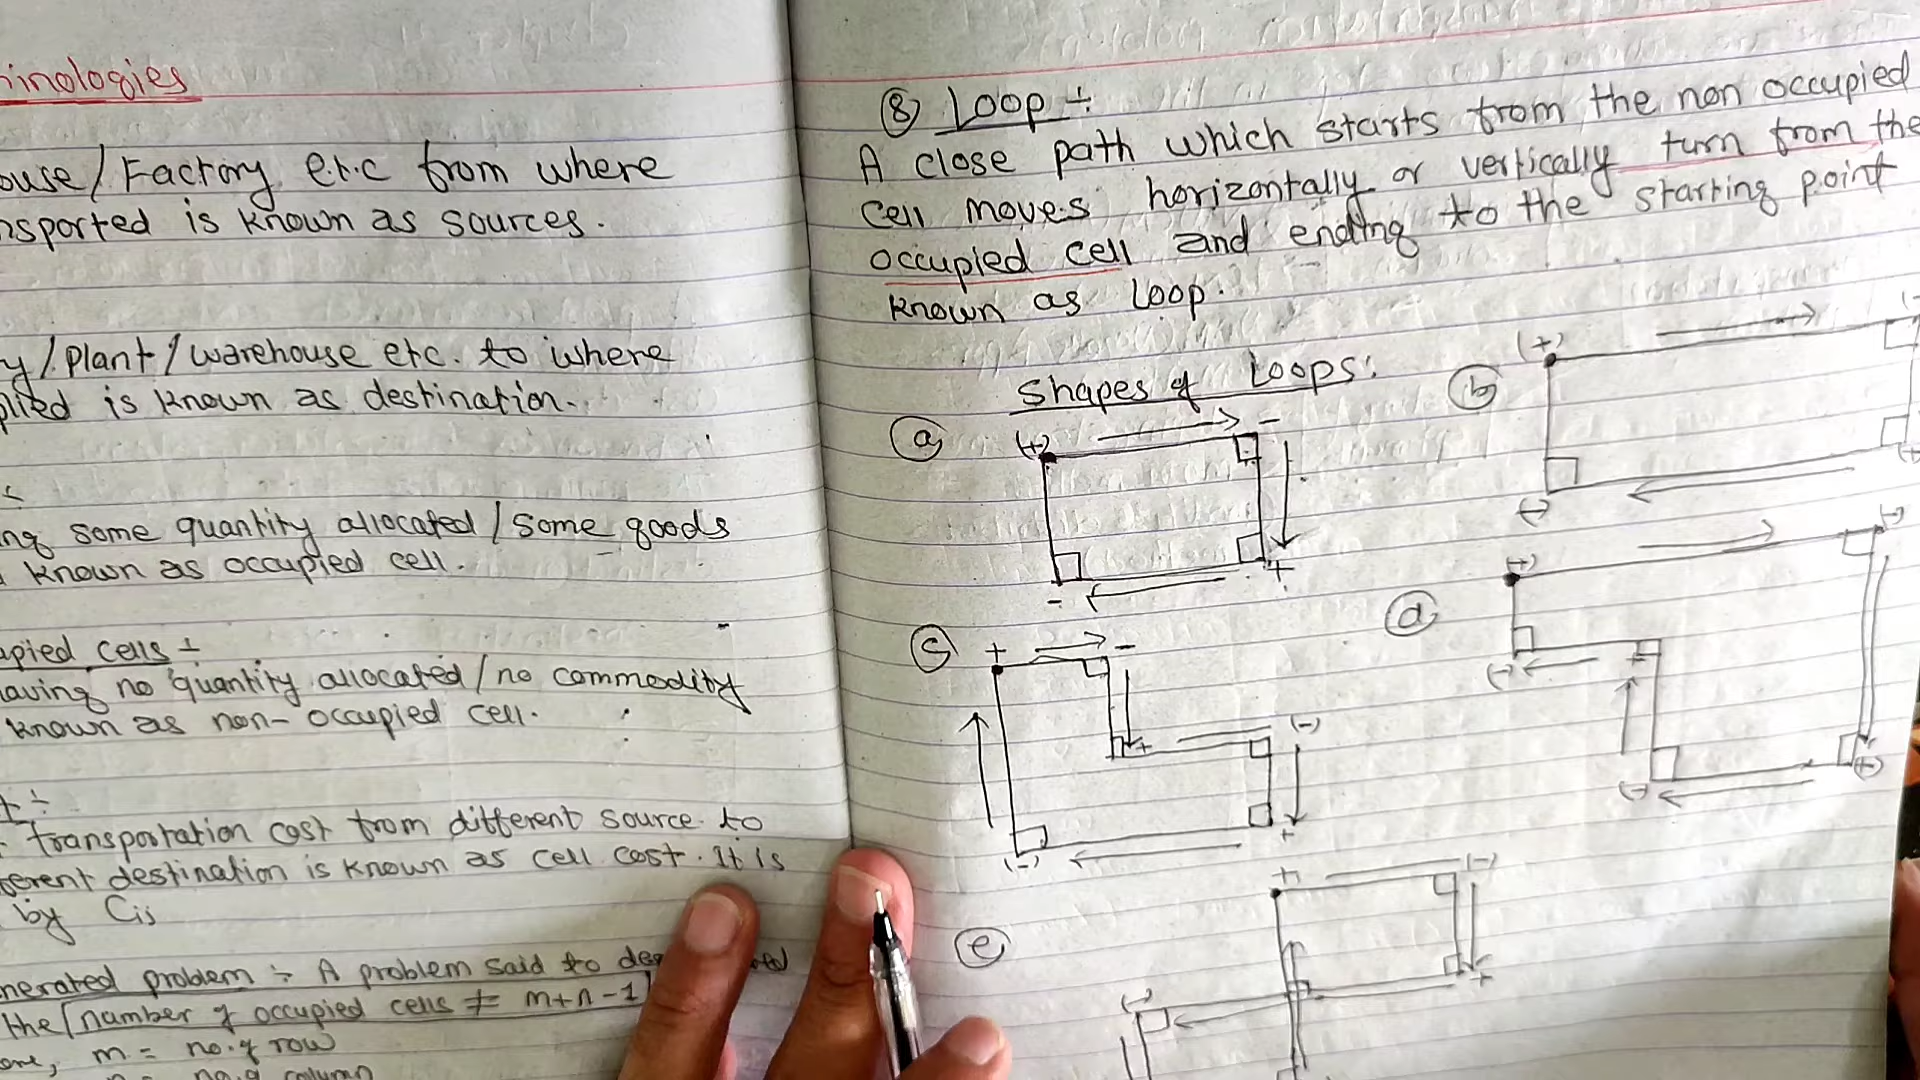 inologies
ouse/Factory etc from where
nsported is known as sources.
y/plant/warehouse etc. to where
plied is known as destination.
ng some quantity allocated/some goods
known as occupied cell.
upied cells ÷
aving no quantity allocated/no commodity
known as non-occupied cell.
t ÷
transportation cost from different source to
ferent destination is known as cell cost. It is
by Cij
nerated problem :- A problem said to
the number of occupied cells ≠ m+n-1
m = no. of row
no. of column
8 Loop ÷
A close path which starts from the non occupied
cell moves horizontally or vertically turn from the
occupied cell and ending to the starting point
known as loop.
Shapes of Loops:
a (+) -
- +
b (+) (-
(-) (+
c + -
+ (-)
(-) +
d (+) (-)
(-) +
(-) (+)
e + (-)
(-) +